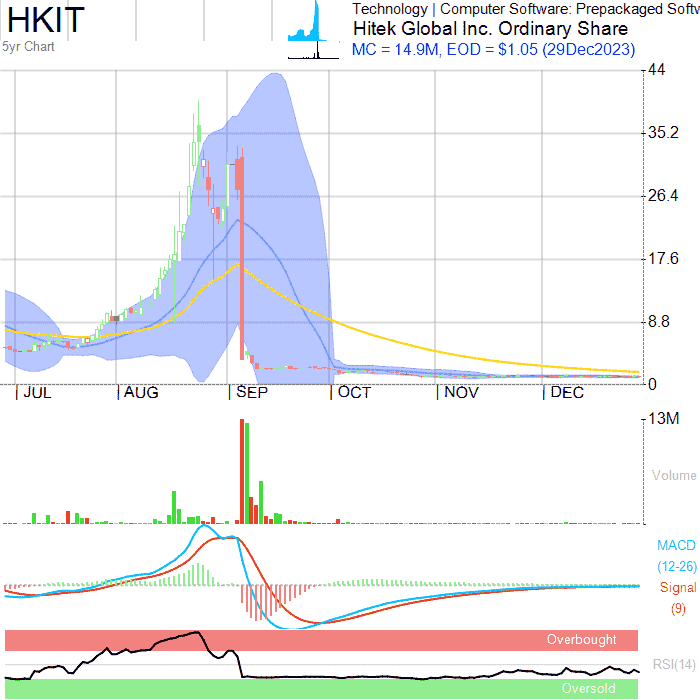 HKIT
5yr Chart
Technology | Computer Software: Prepackaged Softw
Hitek Global Inc. Ordinary Share
MC = 14.9M, EOD = $1.05 (29Dec2023)
44
35.2
26.4
17.6
8.8
0
JUL
AUG
SEP
OCT
NOV
DEC
13M
Volume
MACD
(12-26)
Signal
(9)
Overbought
RSI(14)
Oversold